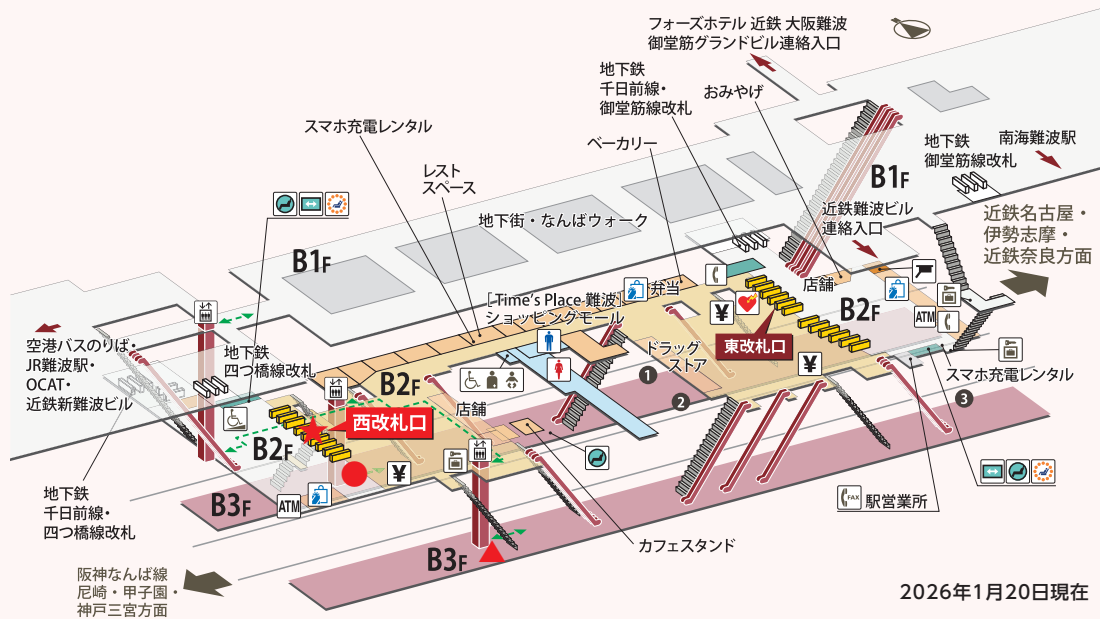 フォーズホテル 近鉄 大阪難波
御堂筋グランドビル連絡入口
地下鉄
千日前線・
御堂筋線改札
おみやげ
スマホ充電レンタル
ベーカリー
レスト
スペース
地下鉄
御堂筋線改札
南海難波駅
B1F
近鉄難波ビル
連絡入口
近鉄名古屋・
伊勢志摩・
近鉄奈良方面
地下街・なんばウォーク
B1F
[Time's Place 難波]
ショッピングモール
弁当
店舗
B2F
¥
東改札口
ATM
空港バスのりば・
JR難波駅・
OCAT・
近鉄新難波ビル
地下鉄
四つ橋線改札
B2F
ドラッグ
ストア
¥
スマホ充電レンタル
1
2
3
店舗
西改札口
B2F
¥
ATM
B3F
地下鉄
千日前線・
四つ橋線改札
FAX
駅営業所
カフェスタンド
B3F
阪神なんば線
尼崎・甲子園・
神戸三宮方面
2026年1月20日現在